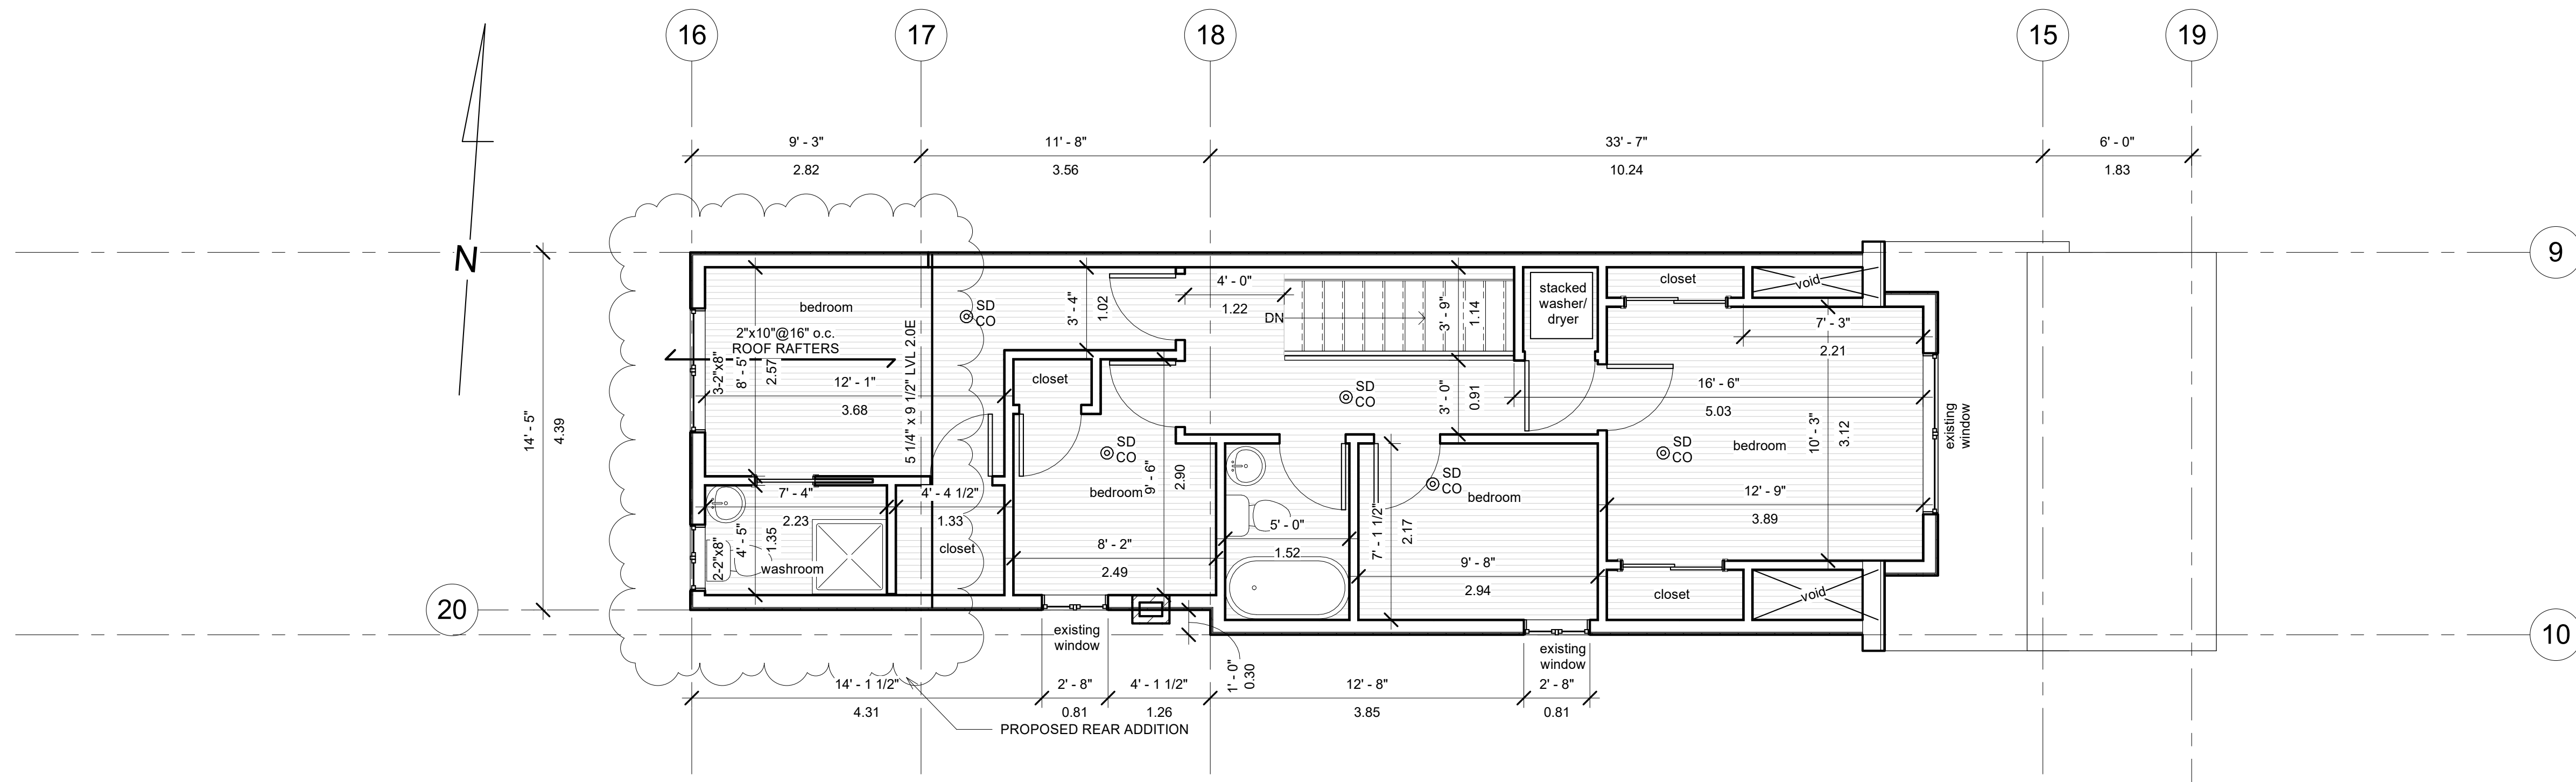 16
17
18
15
19
9' - 3"
2.82
11' - 8"
3.56
33' - 7"
10.24
6' - 0"
1.83
N
9
20
10
14' - 5"
4.39
bedroom
2"x10"@16" o.c.
ROOF RAFTERS
3-2"x8"
8' - 5"
2.57
12' - 1"
3.68
5 1/4" x 9 1/2" LVL 2.0E
SD
CO
3' - 4"
1.02
4' - 0"
1.22
DN
3' - 9"
1.14
stacked
washer/
dryer
closet
void
7' - 3"
2.21
closet
SD
CO
3' - 0"
0.91
16' - 6"
5.03
existing
window
SD
CO
bedroom
9' - 6"
2.90
SD
CO
bedroom
SD
CO
bedroom
10' - 3"
3.12
12' - 9"
3.89
7' - 4"
2.23
4' - 4 1/2"
1.33
2-2"x8"
4' - 5"
1.35
washroom
closet
8' - 2"
2.49
5' - 0"
1.52
7' - 1 1/2"
2.17
9' - 8"
2.94
closet
void
existing
window
1' - 0"
0.30
existing
window
14' - 1 1/2"
4.31
2' - 8"
0.81
4' - 1 1/2"
1.26
12' - 8"
3.85
2' - 8"
0.81
PROPOSED REAR ADDITION